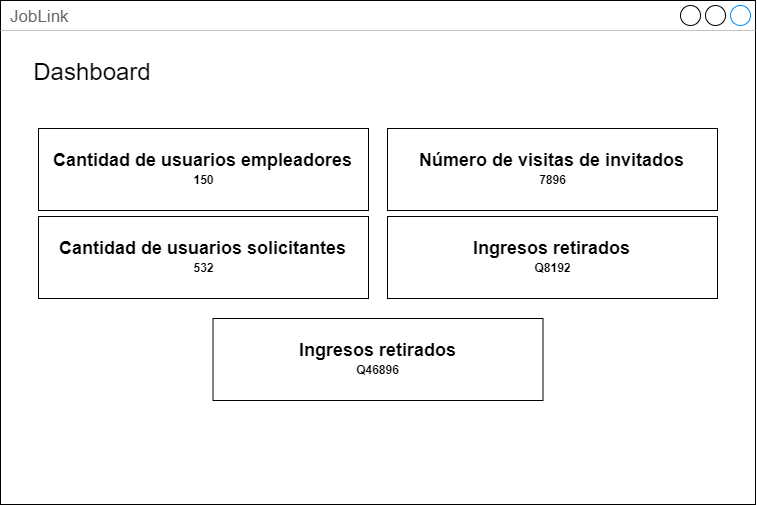 JobLink
Dashboard
Cantidad de usuarios empleadores
150
Número de visitas de invitados
7896
Cantidad de usuarios solicitantes
532
Ingresos retirados
Q8192
Ingresos retirados
Q46896